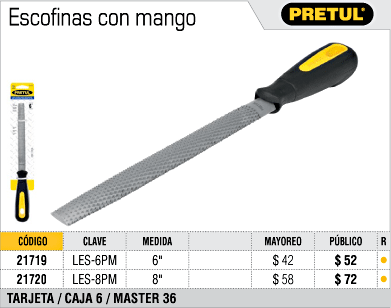 Escofinas con mango
PRETUL®
PRETUL
CÓDIGO CLAVE MEDIDA MAYOREO PÚBLICO R
21719 LES-6PM 6" $ 42 $ 52
21720 LES-8PM 8" $ 58 $ 72
TARJETA / CAJA 6 / MASTER 36